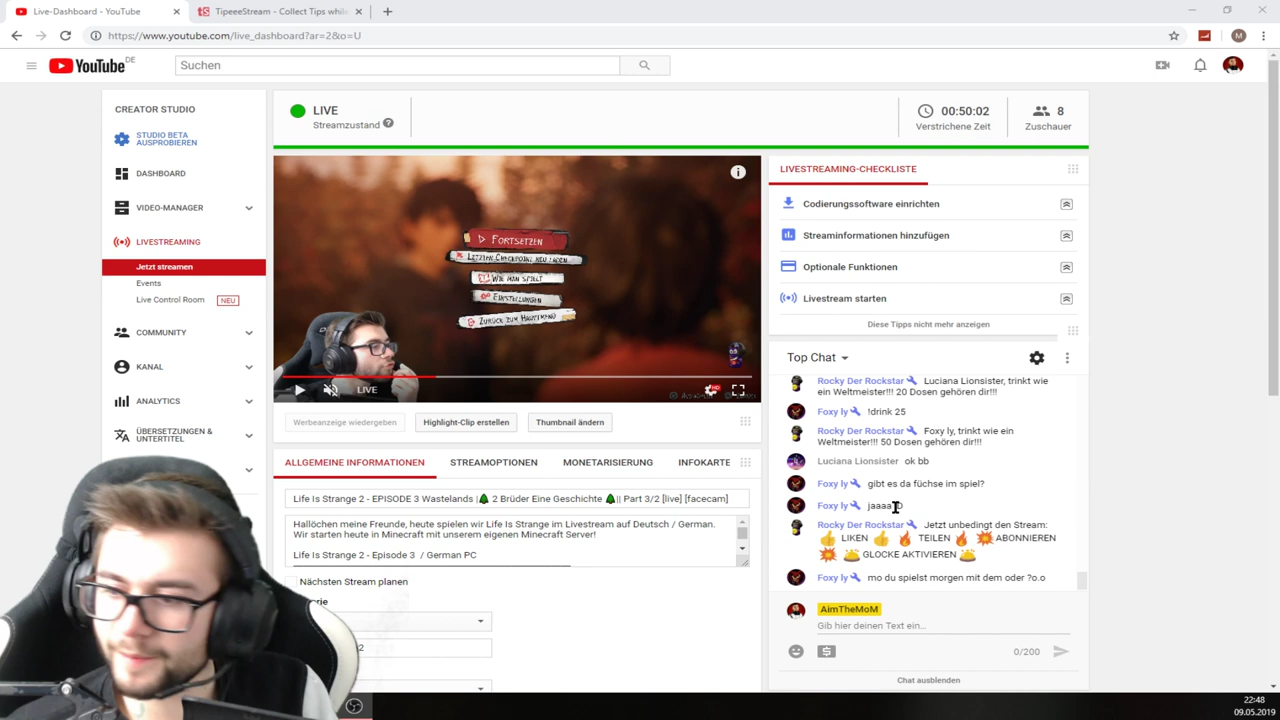 Live-Dashboard - YouTube
TipeeeStream - Collect Tips while
https://www.youtube.com/live_dashboard?ar=2&o=U
M
YouTube DE
Suchen
CREATOR STUDIO
STUDIO BETA
AUSPROBIEREN
DASHBOARD
VIDEO-MANAGER
LIVESTREAMING
Jetzt streamen
Events
Live Control Room NEU
COMMUNITY
KANAL
ANALYTICS
ÜBERSETZUNGEN &
UNTERTITEL
LIVE
Streamzustand
00:50:02
Verstrichene Zeit
8
Zuschauer
FORTSETZEN
LETZTEN CHECKPOINT NEU LADEN
WIE MAN SPIELT
EINSTELLUNGEN
ZURÜCK ZUM HAUPTMENÜ
LIVE
HD
Werbeanzeige wiedergeben
Highlight-Clip erstellen
Thumbnail ändern
ALLGEMEINE INFORMATIONEN
STREAMOPTIONEN
MONETARISIERUNG
INFOKARTE
Life Is Strange 2 - EPISODE 3 Wastelands |🌲 2 Brüder Eine Geschichte 🌲|| Part 3/2 [live] [facecam]
Hallöchen meine Freunde, heute spielen wir Life Is Strange im Livestream auf Deutsch / German.
Wir starten heute in Minecraft mit unserem eigenen Minecraft Server!
Life Is Strange 2 - Episode 3 / German PC
Nächsten Stream planen
LIVESTREAMING-CHECKLISTE
Codierungssoftware einrichten
Streaminformationen hinzufügen
Optionale Funktionen
Livestream starten
Diese Tipps nicht mehr anzeigen
Top Chat
Rocky Der Rockstar Luciana Lionsister, trinkt wie
ein Weltmeister!!! 20 Dosen gehören dir!!!
Foxy ly !drink 25
Rocky Der Rockstar Foxy ly, trinkt wie ein
Weltmeister!!! 50 Dosen gehören dir!!!
Luciana Lionsister ok bb
Foxy ly gibt es da füchse im spiel?
Foxy ly jaaaa
Rocky Der Rockstar Jetzt unbedingt den Stream:
👍 LIKEN 👍 🔥 TEILEN 🔥 💥 ABONNIEREN
💥 🛎 GLOCKE AKTIVIEREN 🛎
Foxy ly mo du spielst morgen mit dem oder ?o.o
AimTheMoM
Gib hier deinen Text ein...
0/200
Chat ausblenden
22:48
09.05.2019